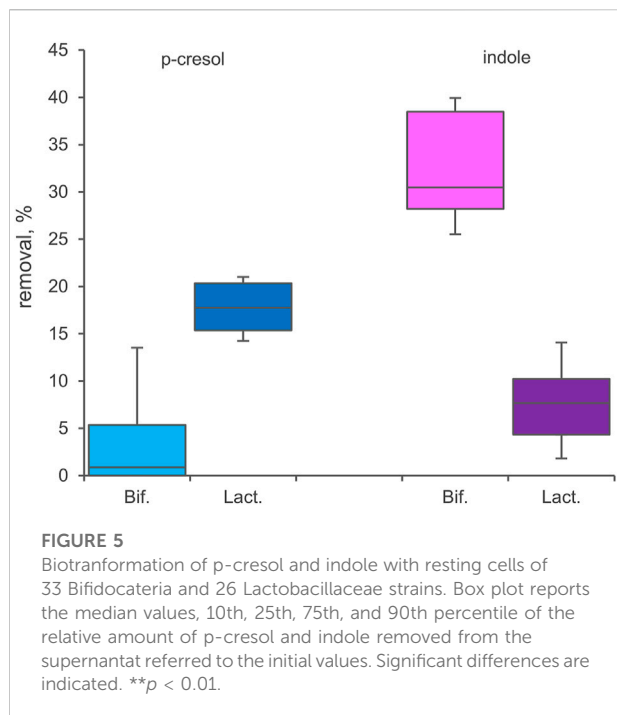 p-cresol indole
45
40
35
30
25
20
15
10
5
0
removal, %
Bif. Lact. Bif. Lact.
FIGURE 5
Biotranformation of p-cresol and indole with resting cells of
33 Bifidocateria and 26 Lactobacillaceae strains. Box plot reports
the median values, 10th, 25th, 75th, and 90th percentile of the
relative amount of p-cresol and indole removed from the
supernantat referred to the initial values. Significant differences are
indicated. **p < 0.01.